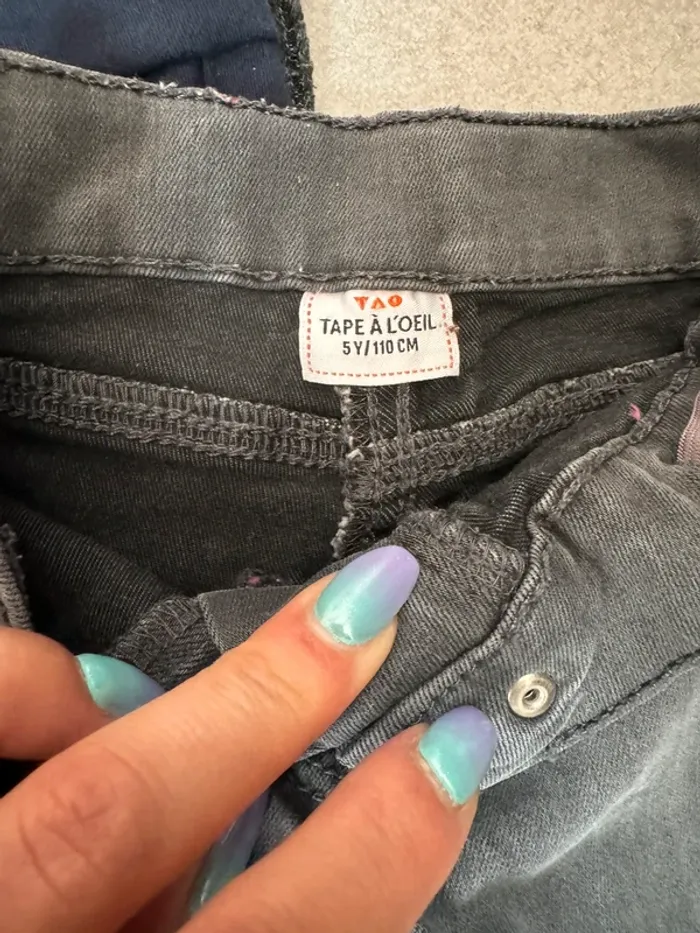 TAO
TAPE À L'OEIL
5Y/110 CM